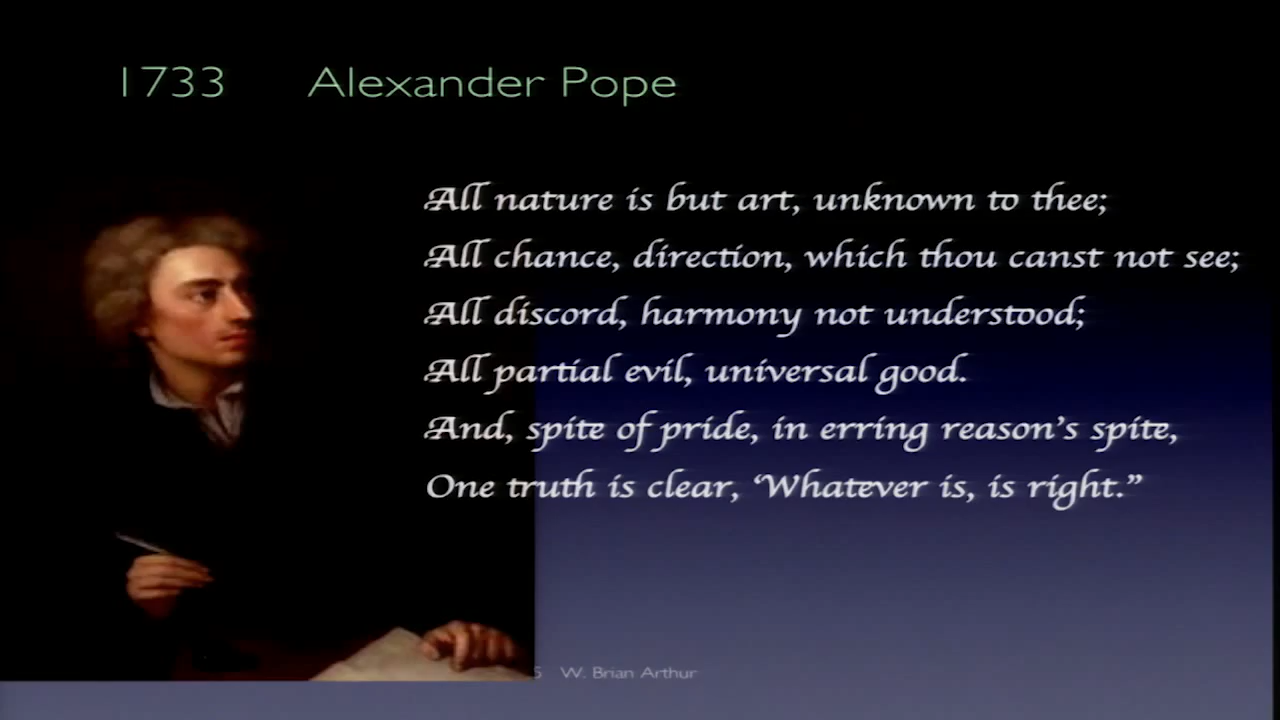 1733 Alexander Pope
All nature is but art, unknown to thee;
All chance, direction, which thou canst not see;
All discord, harmony not understood;
All partial evil, universal good.
And, spite of pride, in erring reason's spite,
One truth is clear, ‘Whatever is, is right.”
5 W. Brian Arthur